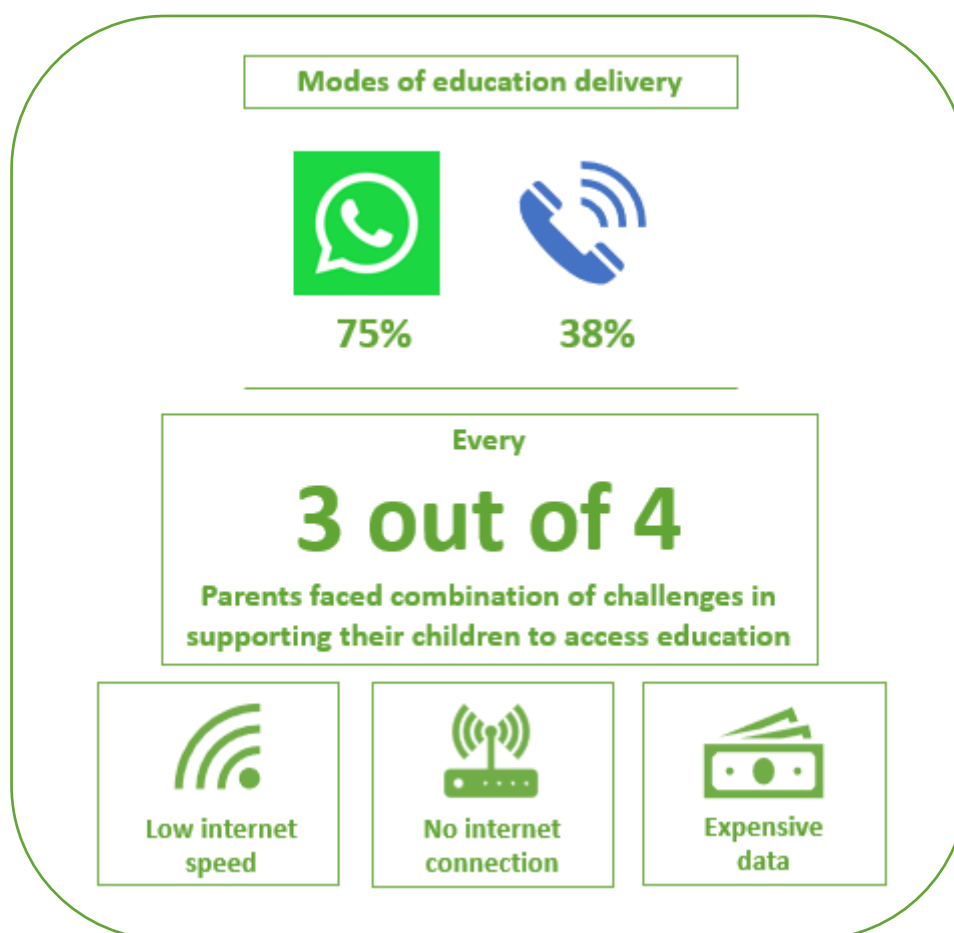 Modes of education delivery
75%
38%
Every
3 out of 4
Parents faced combination of challenges in
supporting their children to access education
Low internet
speed
No internet
connection
Expensive
data